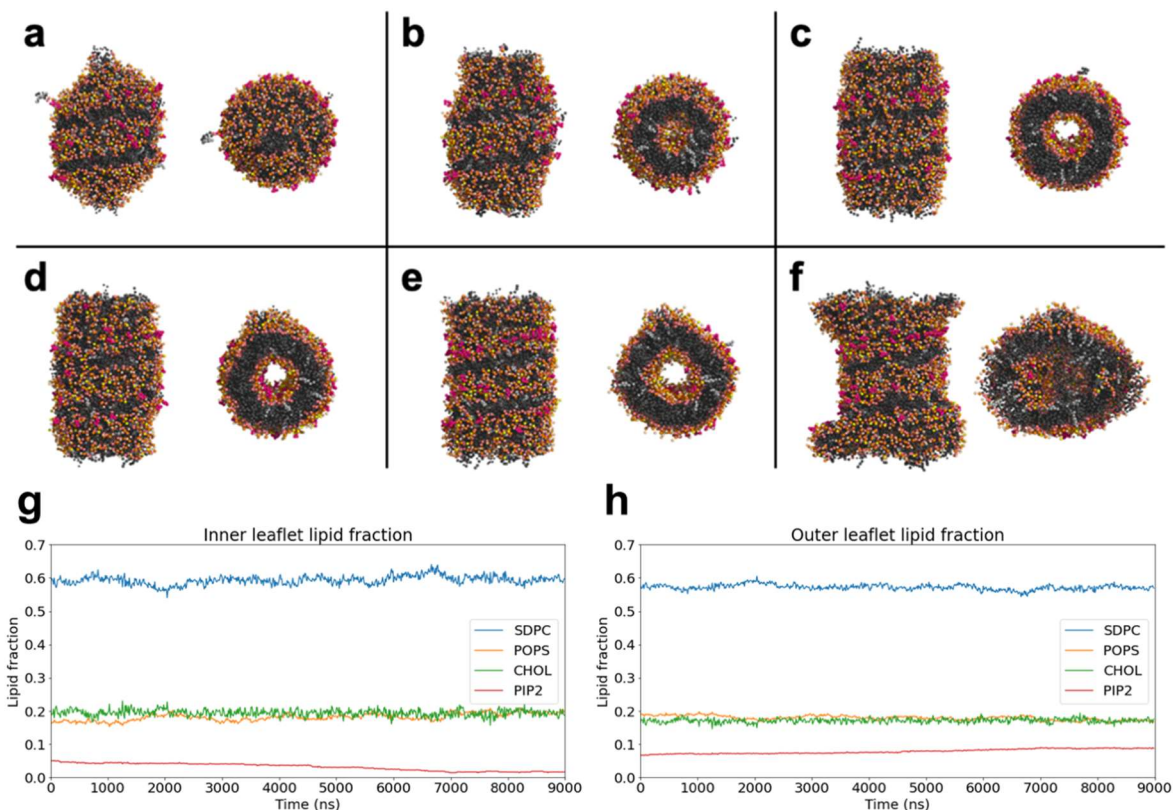 a
b
c
d
e
f
g
h
Inner leaflet lipid fraction
0.7
0.6
0.5
0.4
0.3
0.2
0.1
0.0
Lipid fraction
SDPC
POPS
CHOL
PIP2
0 1000 2000 3000 4000 5000 6000 7000 8000 9000
Time (ns)
Outer leaflet lipid fraction
0.7
0.6
0.5
0.4
0.3
0.2
0.1
0.0
Lipid fraction
SDPC
POPS
CHOL
PIP2
0 1000 2000 3000 4000 5000 6000 7000 8000 9000
Time (ns)